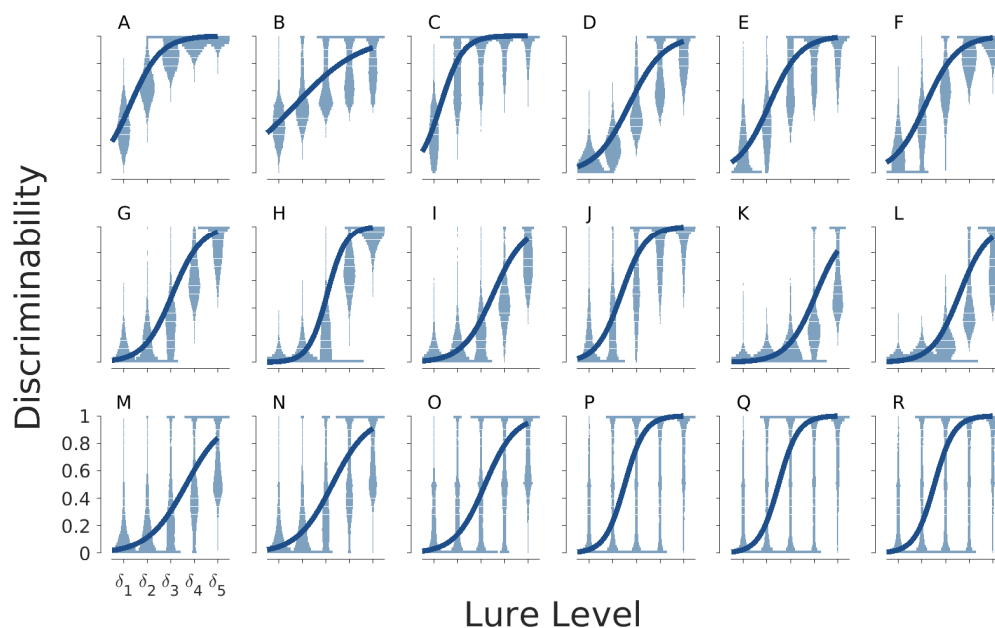 A B C D E F
G H I J K L
M N O P Q R
Discriminability
1
0.8
0.6
0.4
0.2
0
δ1 δ2 δ3 δ4 δ5
Lure Level